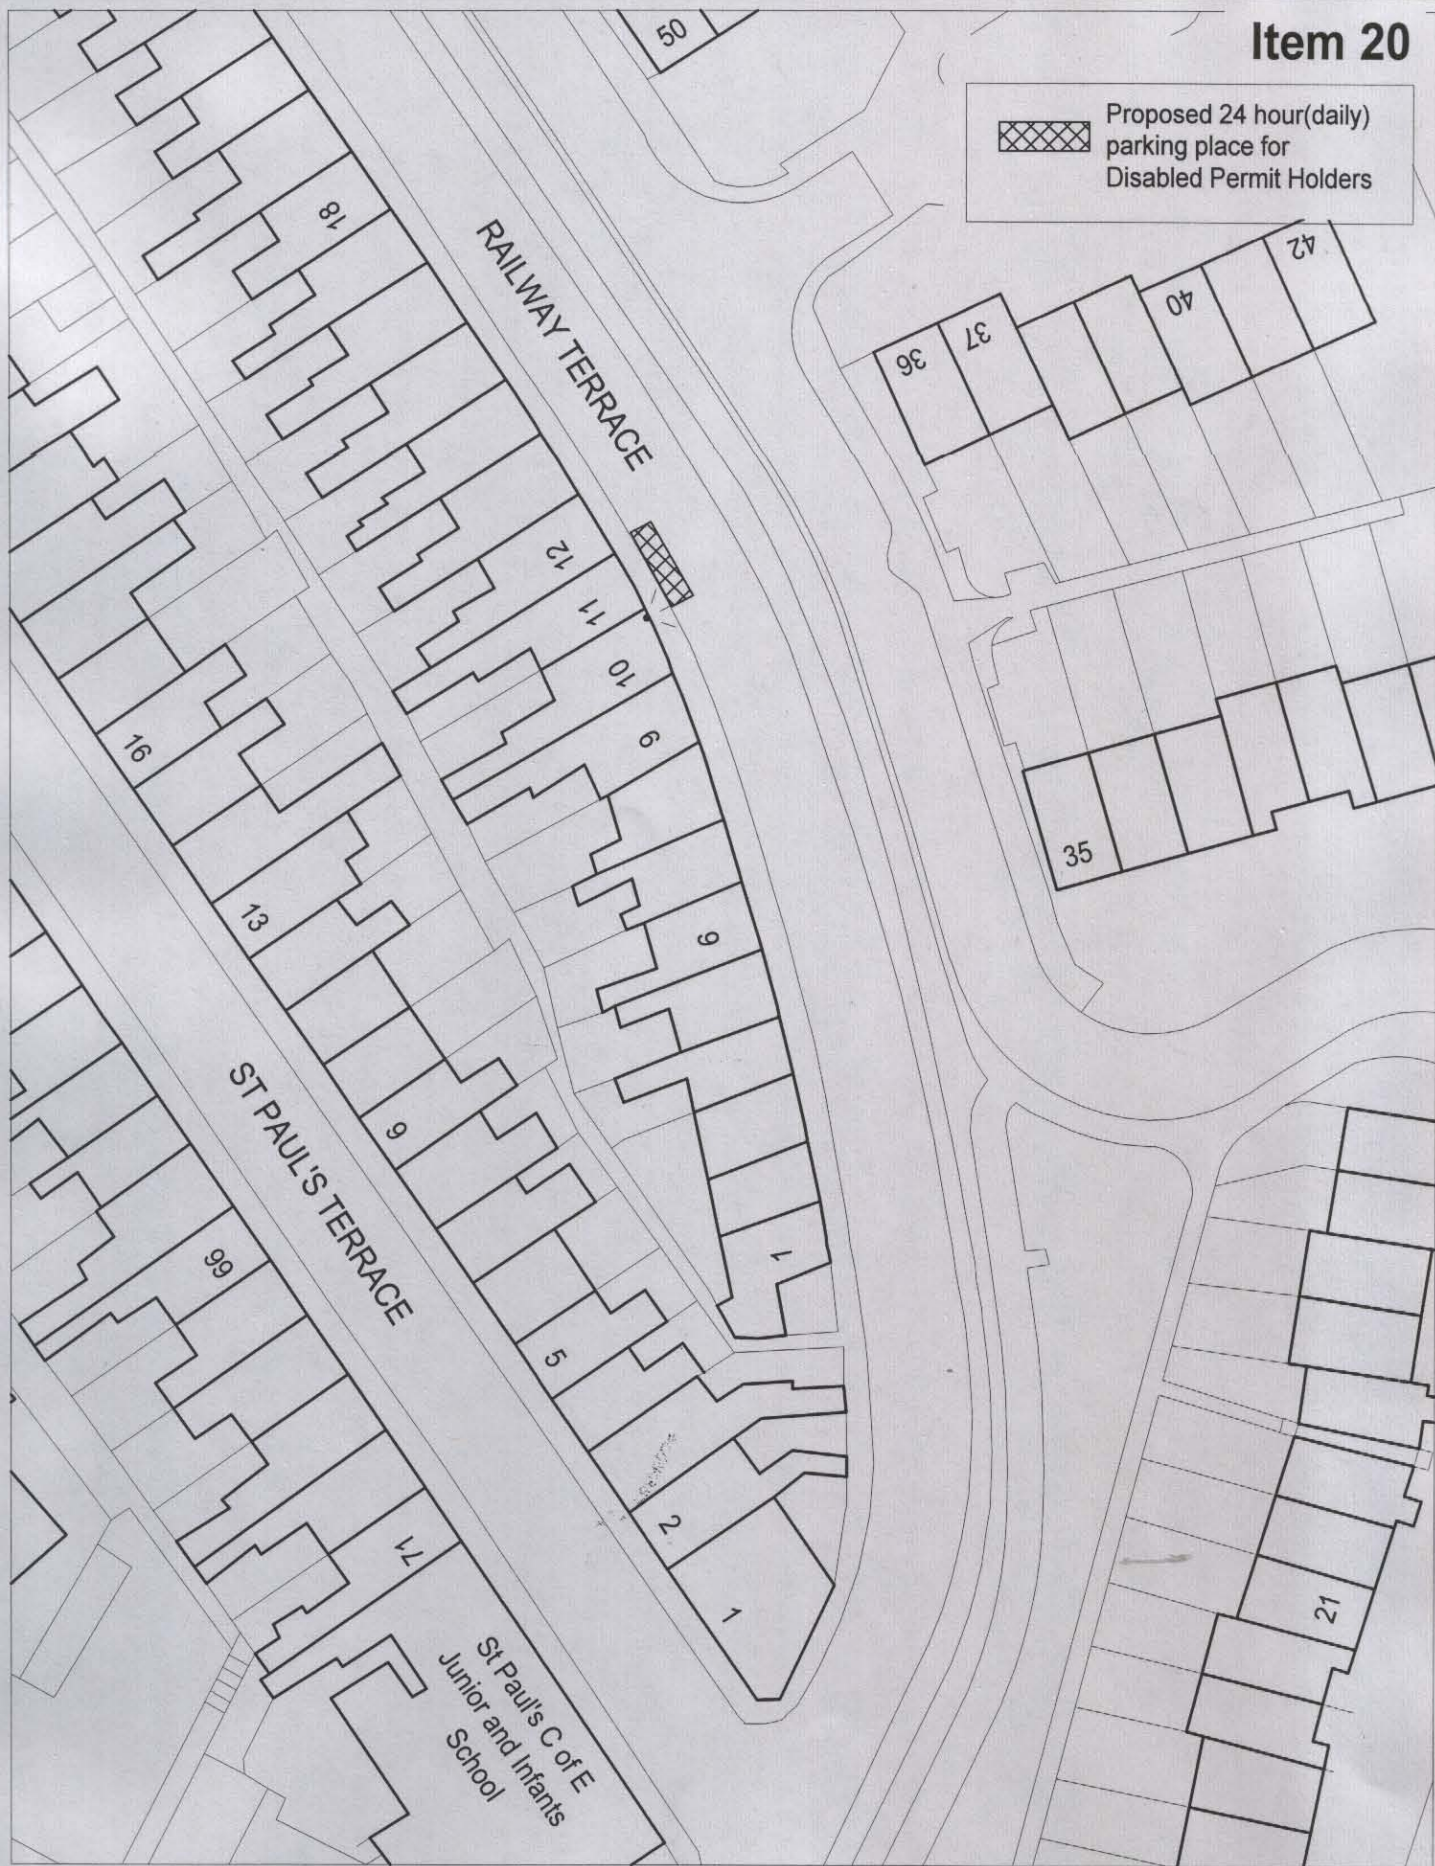 Item 20
Proposed 24 hour(daily)
parking place for
Disabled Permit Holders
50
18
RAILWAY TERRACE
42
40
37
36
12
11
10
9
6
1
35
16
13
9
5
2
1
ST PAUL'S TERRACE
66
71
21
St Paul's C of E
Junior and Infants
School